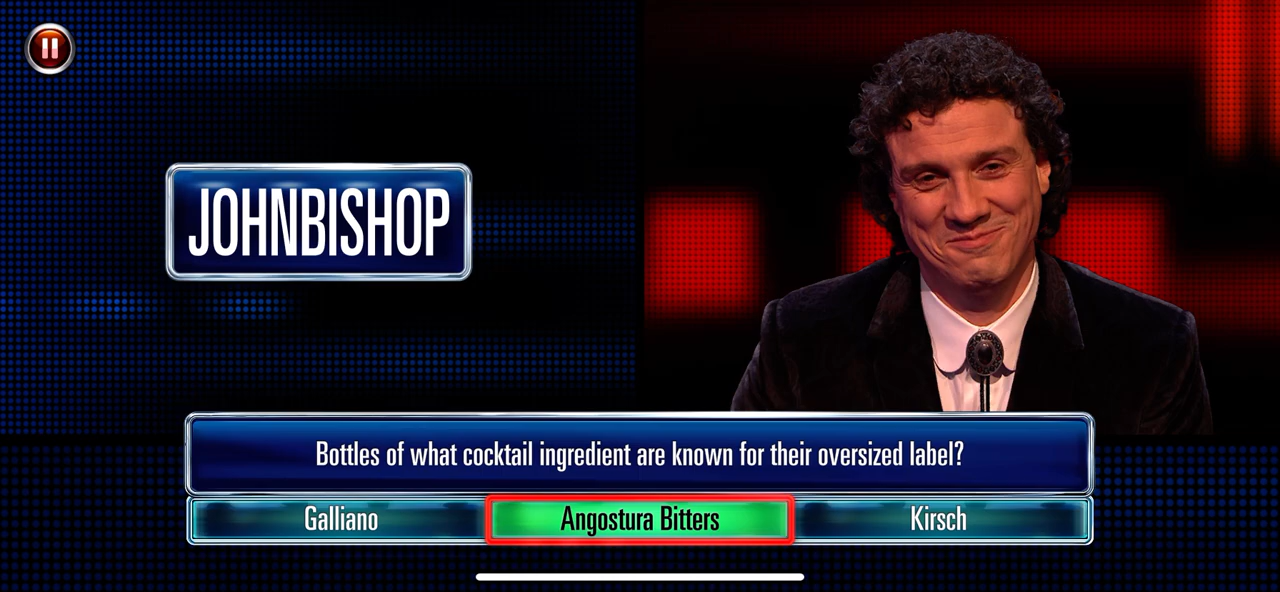 JOHNBISHOP
Bottles of what cocktail ingredient are known for their oversized label?
Galliano
Angostura Bitters
Kirsch